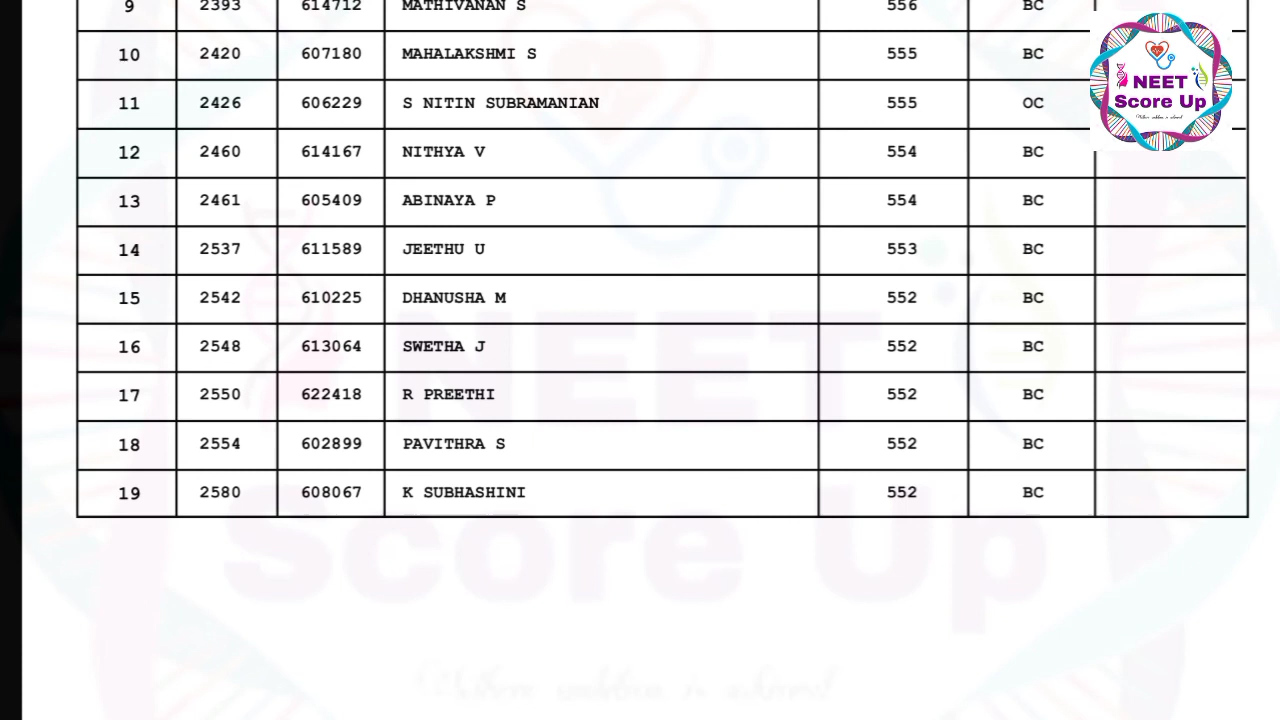 9 2393 614712 MATHIVANAN S 556 BC
10 2420 607180 MAHALAKSHMI S 555 BC
11 2426 606229 S NITIN SUBRAMANIAN 555 OC
12 2460 614167 NITHYA V 554 BC
13 2461 605409 ABINAYA P 554 BC
14 2537 611589 JEETHU U 553 BC
15 2542 610225 DHANUSHA M 552 BC
16 2548 613064 SWETHA J 552 BC
17 2550 622418 R PREETHI 552 BC
18 2554 602899 PAVITHRA S 552 BC
19 2580 608067 K SUBHASHINI 552 BC
NEET
Score Up
NEET
Score Up